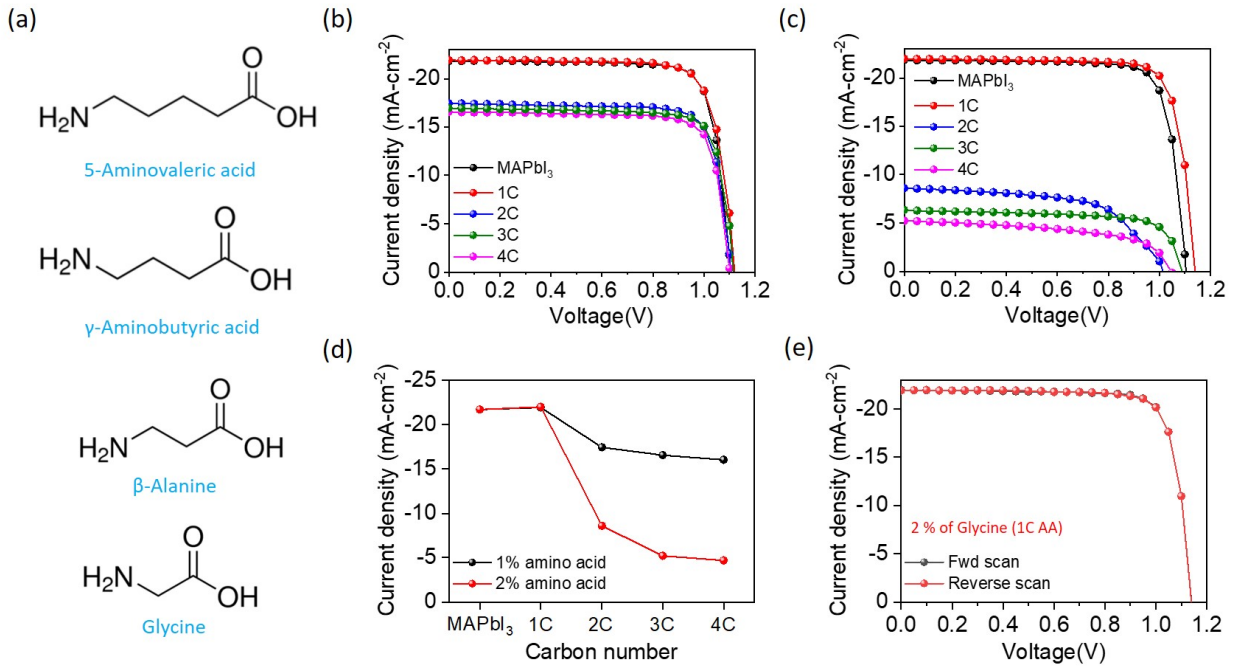 (a)
H₂N
O
OH
5-Aminovaleric acid
H₂N
O
OH
γ-Aminobutyric acid
H₂N
O
OH
β-Alanine
H₂N
O
OH
Glycine
(b)
Current density (mA-cm⁻²)
-20
-15
-10
-5
0
MAPbI₃
1C
2C
3C
4C
0.0 0.2 0.4 0.6 0.8 1.0 1.2
Voltage(V)
(c)
Current density (mA-cm⁻²)
-20
-15
-10
-5
0
MAPbI₃
1C
2C
3C
4C
0.0 0.2 0.4 0.6 0.8 1.0 1.2
Voltage(V)
(d)
Current density (mA-cm⁻²)
-25
-20
-15
-10
-5
0
1% amino acid
2% amino acid
MAPbI₃ 1C 2C 3C 4C
Carbon number
(e)
Current density (mA-cm⁻²)
-20
-15
-10
-5
0
2 % of Glycine (1C AA)
Fwd scan
Reverse scan
0.0 0.2 0.4 0.6 0.8 1.0 1.2
Voltage(V)